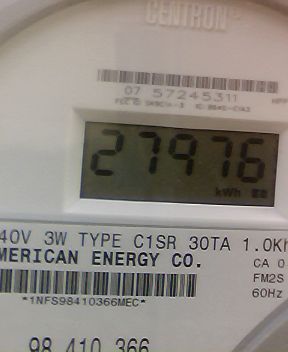 CENTRON®
07 57245311
27976
kWh
40V 3W TYPE C1SR 30TA 1.0Kh
MERICAN ENERGY CO.
CA 0
FM2S
60Hz
*1NFS98410366MEC*
98 410 366